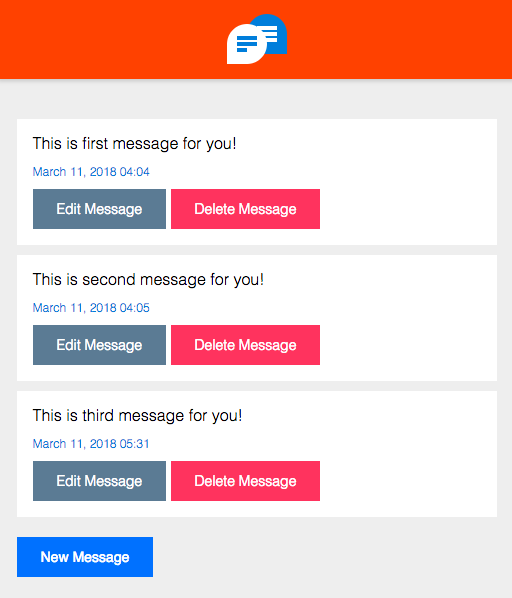 This is first message for you!
March 11, 2018 04:04
Edit Message Delete Message
This is second message for you!
March 11, 2018 04:05
Edit Message Delete Message
This is third message for you!
March 11, 2018 05:31
Edit Message Delete Message
New Message